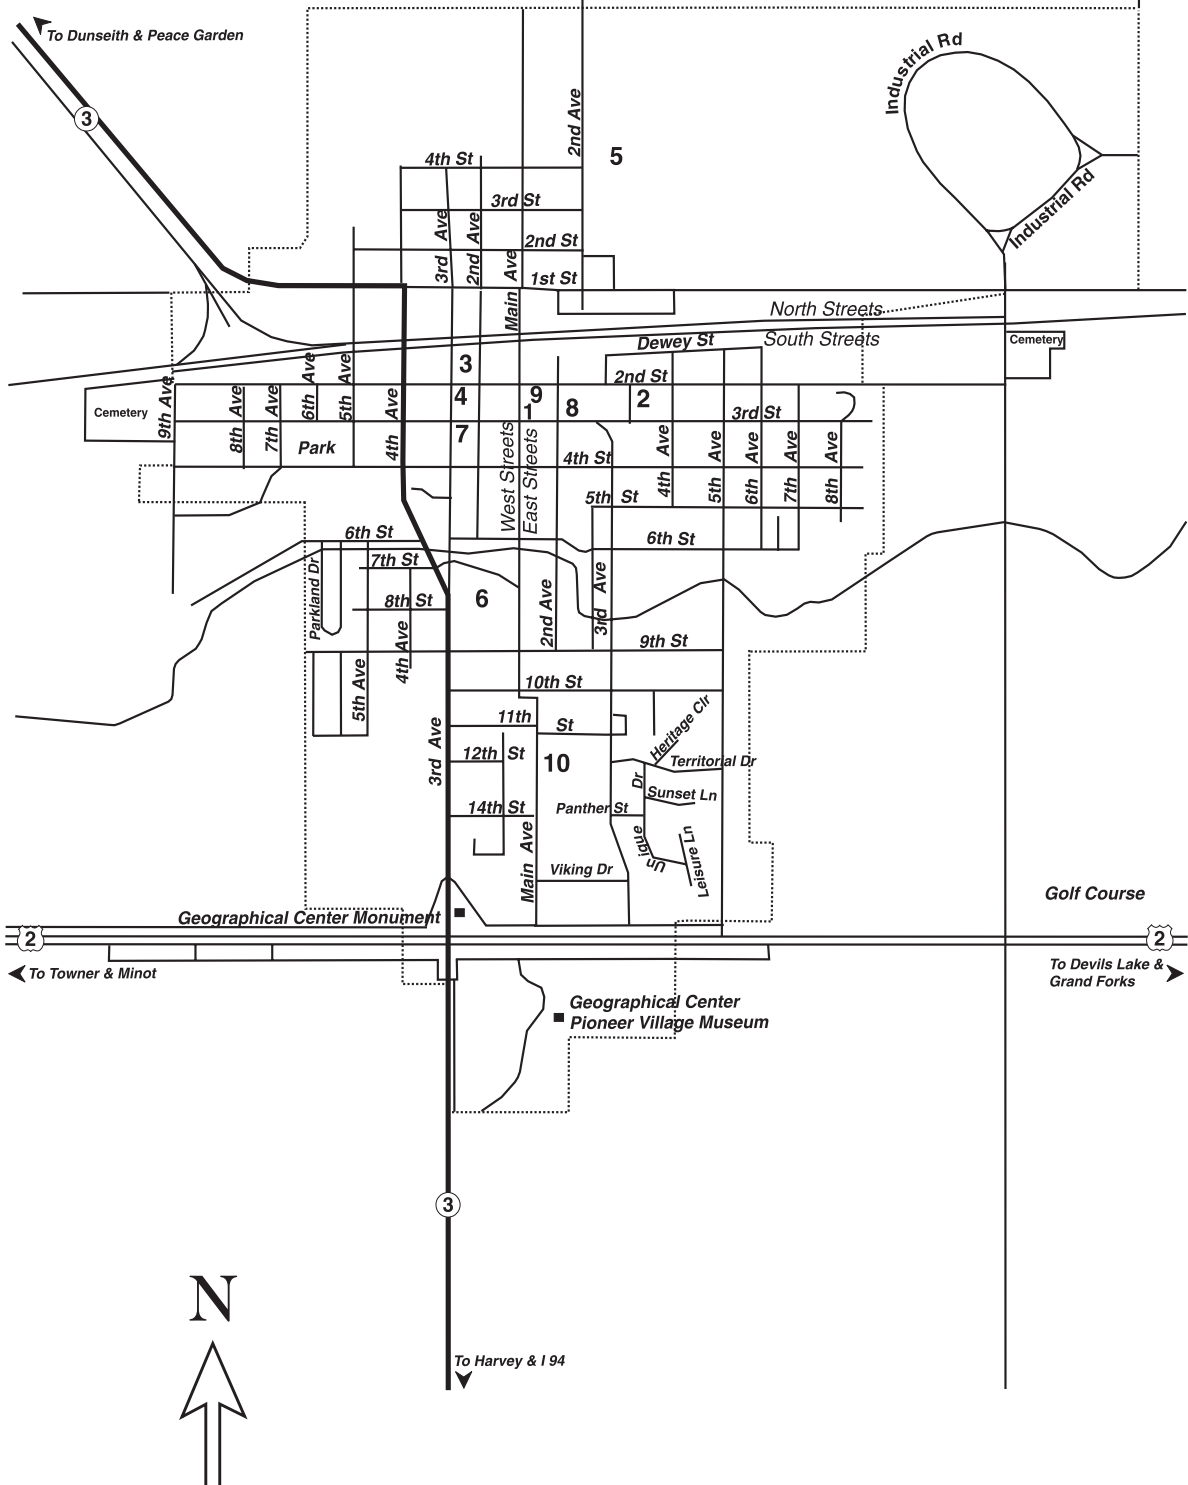 To Dunseith & Peace Garden
Industrial Rd
3
2nd Ave
5
4th St
Industrial Rd
3rd St
3rd Ave
2nd Ave
2nd St
Main Ave
1st St
North Streets
South Streets
Cemetery
Dewey St
3
2nd St
9th Ave
8th Ave
7th Ave
6th Ave
5th Ave
4th Ave
4
9
1
8
2
3rd St
Cemetery
Park
7
West Streets
East Streets
4th St
4th Ave
5th Ave
6th Ave
7th Ave
8th Ave
5th St
6th St
6th St
7th St
Parkland Dr
8th St
6
2nd Ave
3rd Ave
4th Ave
9th St
5th Ave
10th St
11th St
3rd Ave
12th St
10
Heritage Clr
Territorial Dr
14th St
Panther St
Unique Dr
Sunset Ln
Main Ave
Leisure Ln
Viking Dr
Golf Course
Geographical Center Monument
2
2
To Towner & Minot
To Devils Lake &
Grand Forks
Geographical Center
Pioneer Village Museum
3
N
To Harvey & I 94